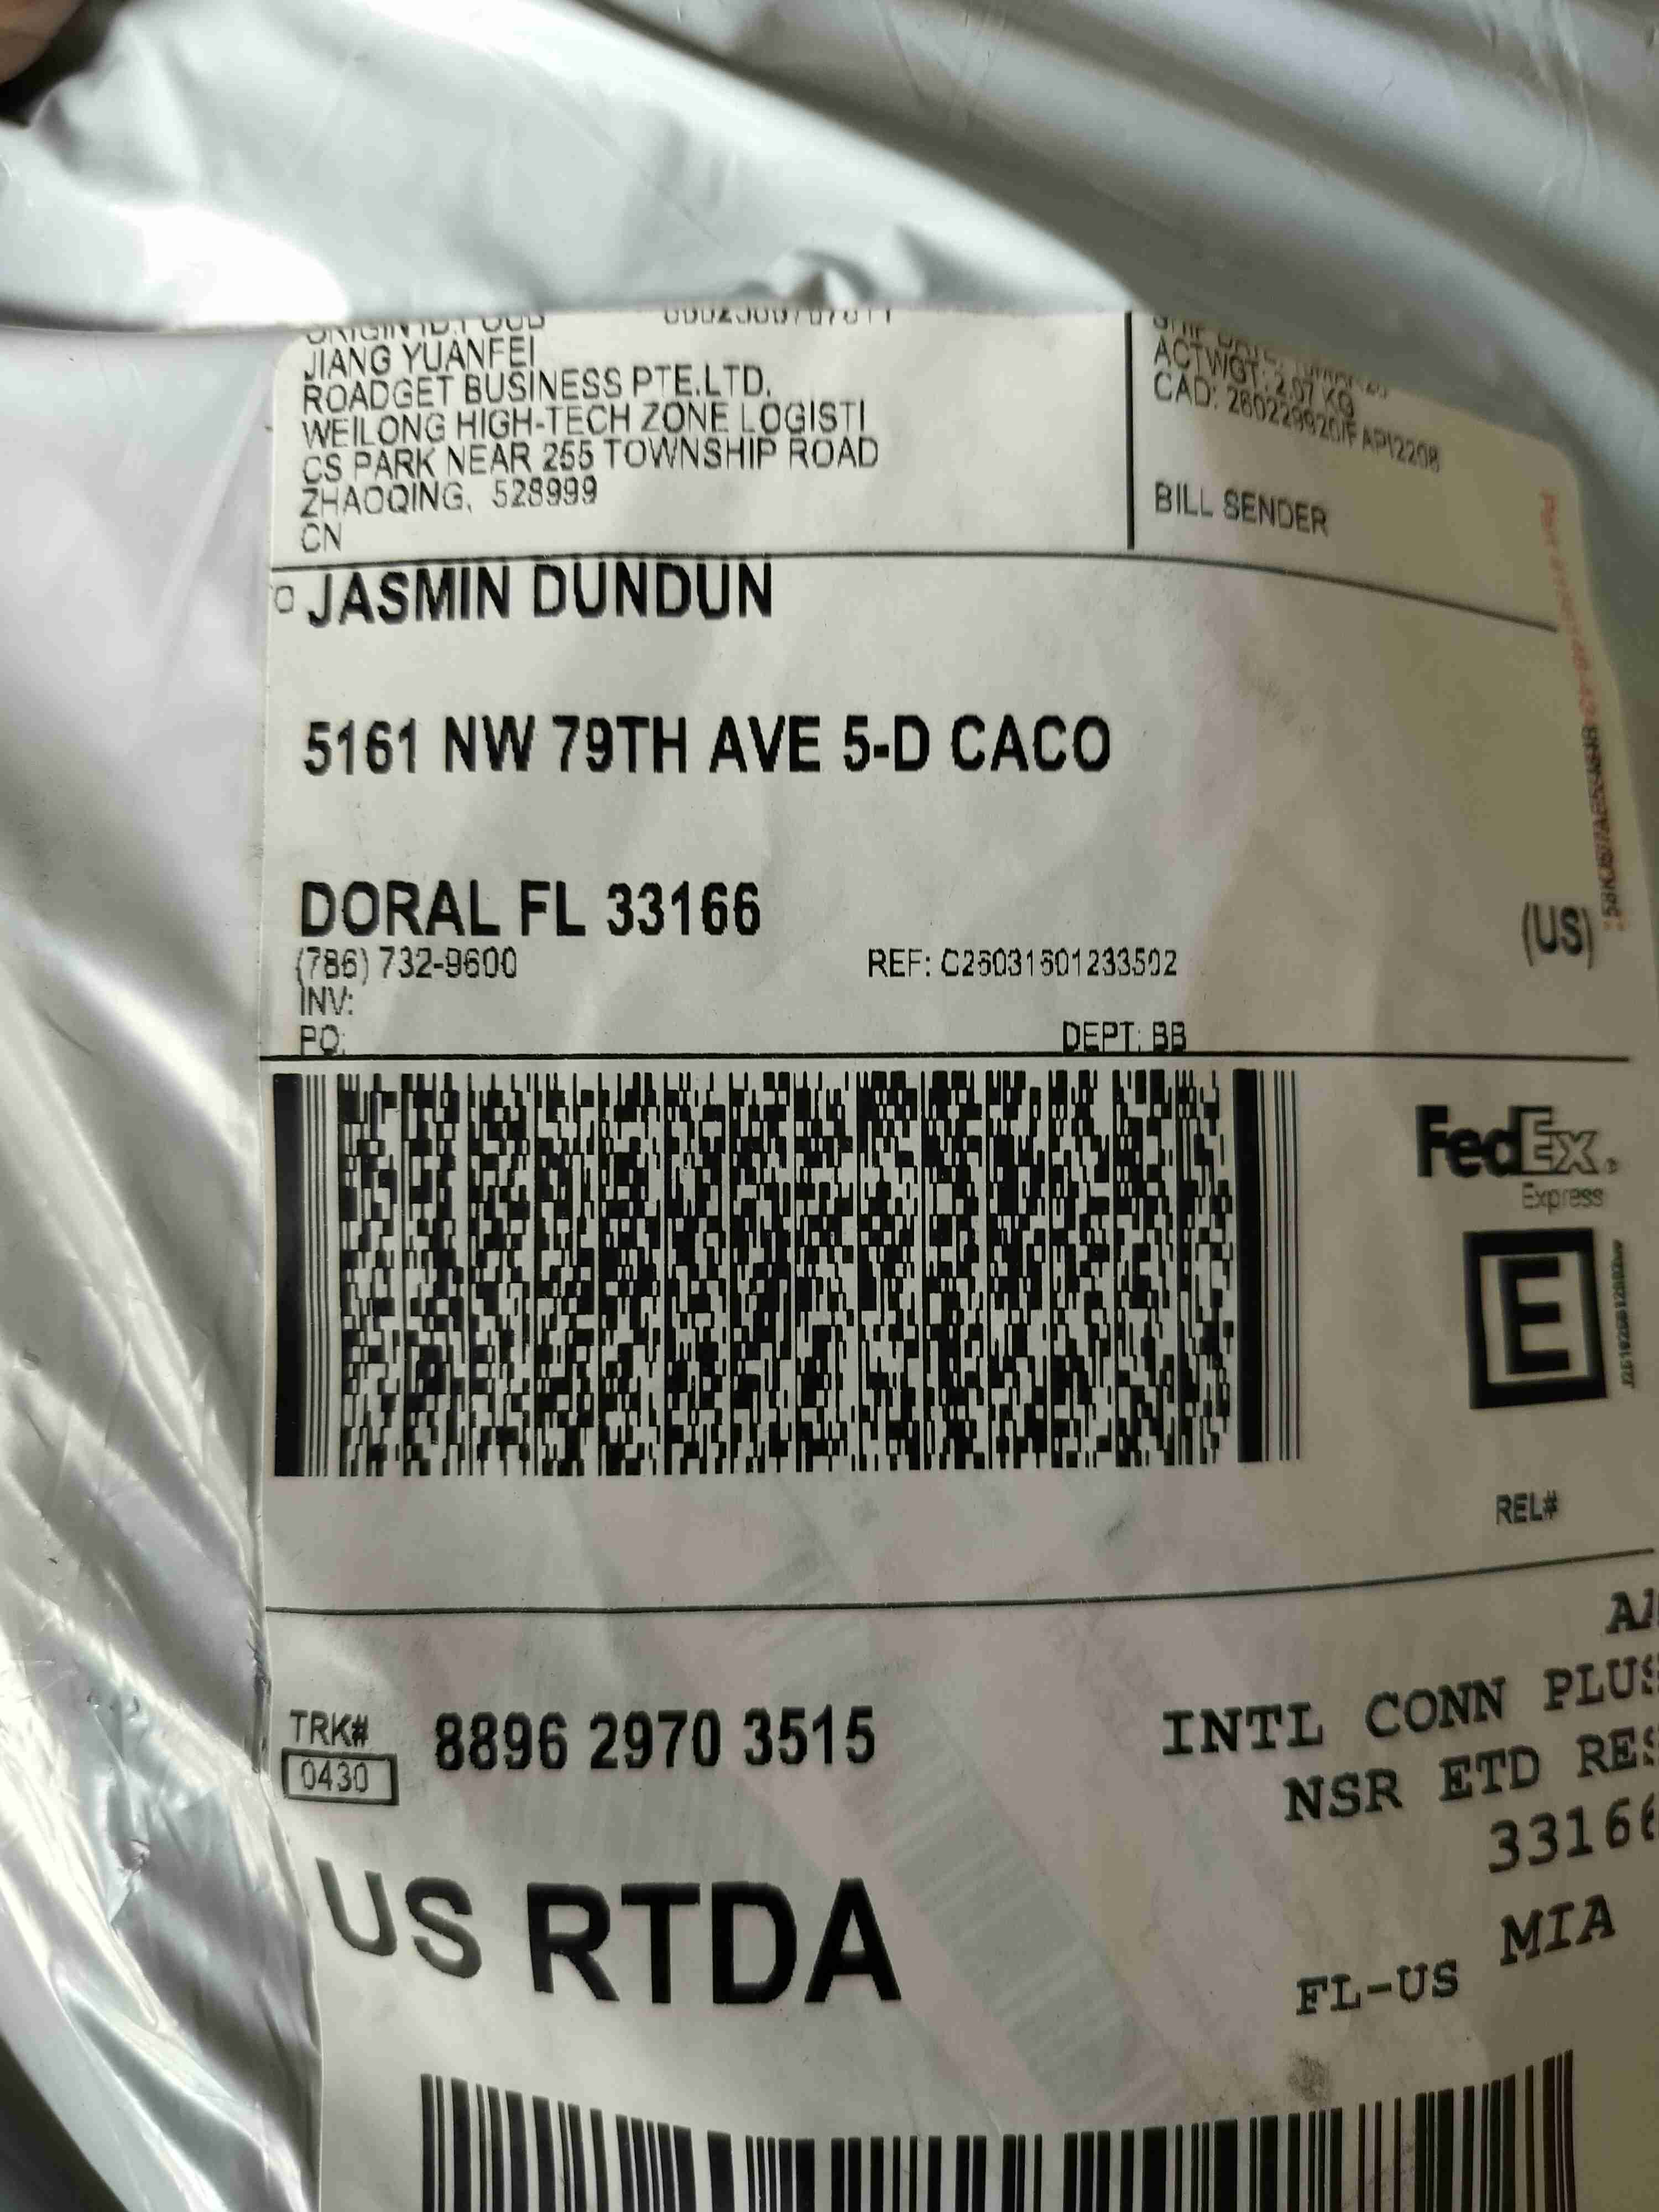 JIANG YUANFEI
ROADGET BUSINESS PTE.LTD.
WEILONG HIGH-TECH ZONE LOGISTI
CS PARK NEAR 255 TOWNSHIP ROAD
ZHAOQING, 528999
CN
ACTWGT: 2.07 KG
CAD:
BILL SENDER
JASMIN DUNDUN
5161 NW 79TH AVE 5-D CACO
DORAL FL 33166
(US)
(786) 732-9600
REF: C26031601233502
INV:
PO:
DEPT: BB
FedEx
Express
E
REL#
TRK#
0430
8896 2970 3515
INTL CONN PLUS
NSR ETD RES
33166
US RTDA
MIA
FL-US